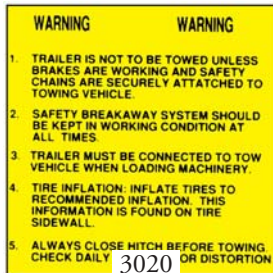 WARNING WARNING
1. TRAILER IS NOT TO BE TOWED UNLESS
BRAKES ARE WORKING AND SAFETY
CHAINS ARE SECURELY ATTATCHED TO
TOWING VEHICLE.
2. SAFETY BREAKAWAY SYSTEM SHOULD
BE KEPT IN WORKING CONDITION AT
ALL TIMES.
3. TRAILER MUST BE CONNECTED TO TOW
VEHICLE WHEN LOADING MACHINERY.
4. TIRE INFLATION: INFLATE TIRES TO
RECOMMENDED INFLATION. THIS
INFORMATION IS FOUND ON TIRE
SIDEWALL.
5. ALWAYS CLOSE HITCH BEFORE TOWING.
CHECK DAILY OR DISTORTION
3020